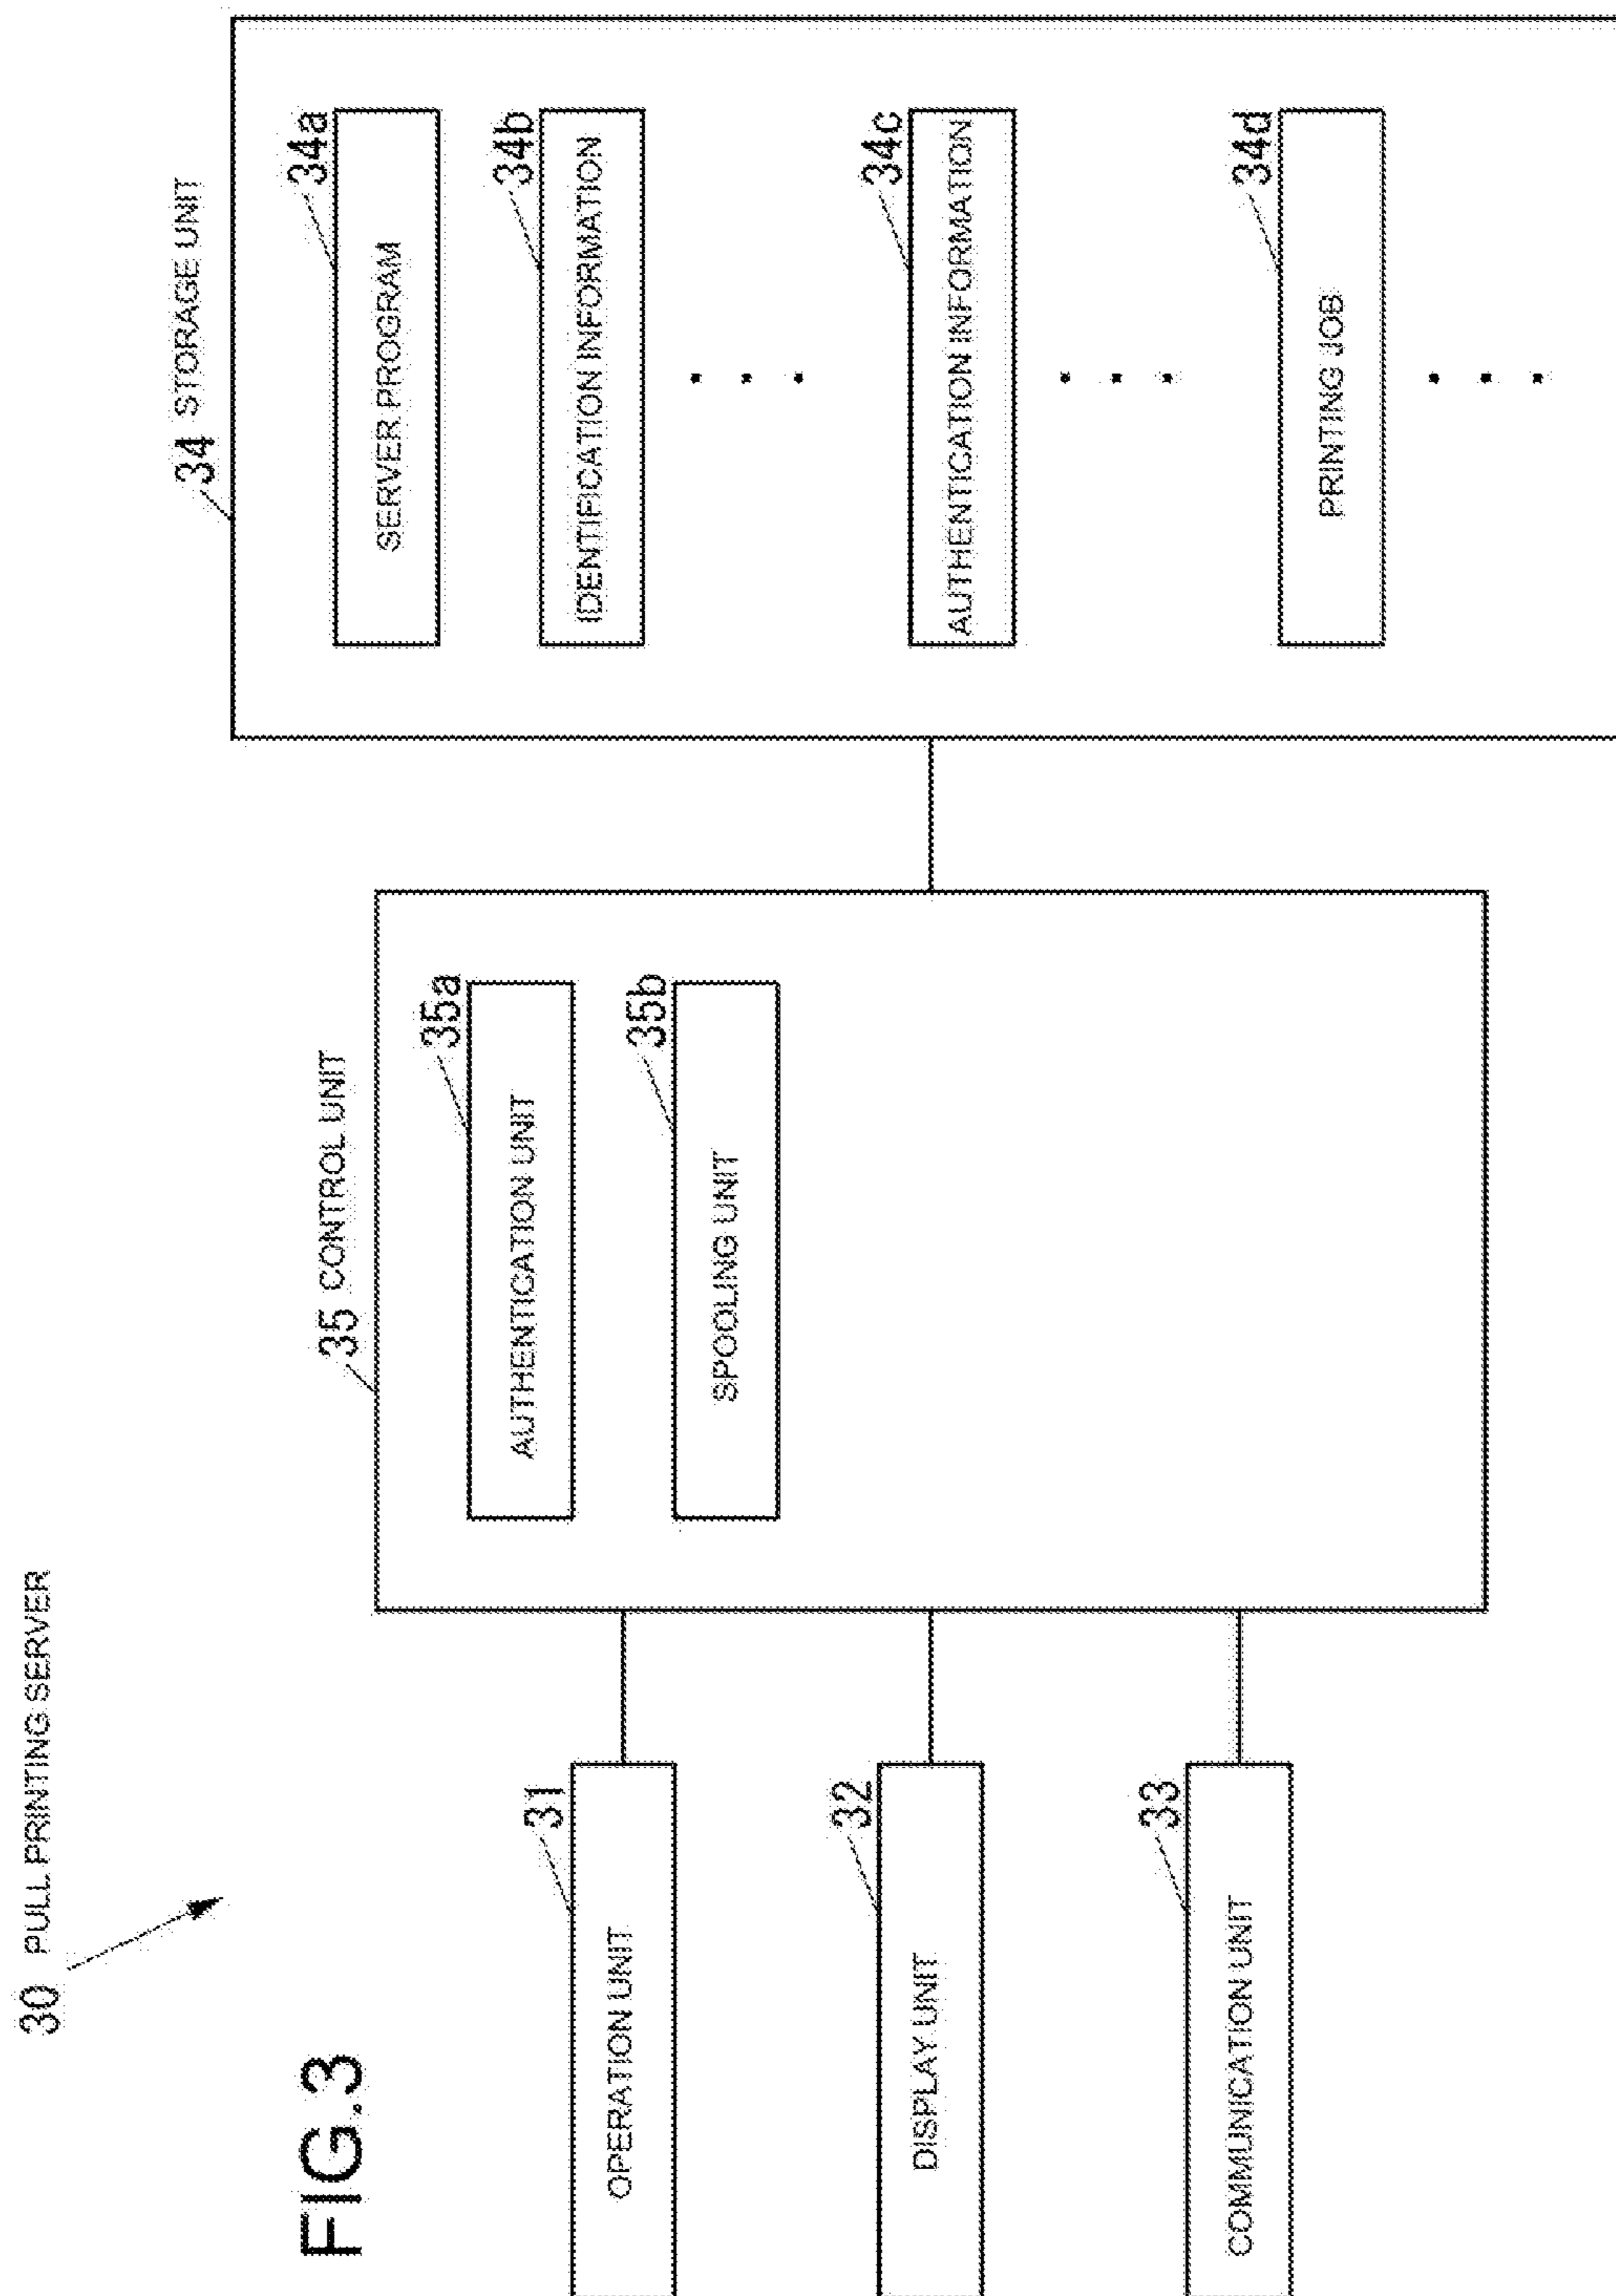 FIG.3
30 PULL PRINTING SERVER
31
OPERATION UNIT
32
DISPLAY UNIT
33
COMMUNICATION UNIT
35 CONTROL UNIT
35a
AUTHENTICATION UNIT
35b
SPOOLING UNIT
34 STORAGE UNIT
34a
SERVER PROGRAM
34b
IDENTIFICATION INFORMATION
34c
AUTHENTICATION INFORMATION
34d
PRINTING JOB